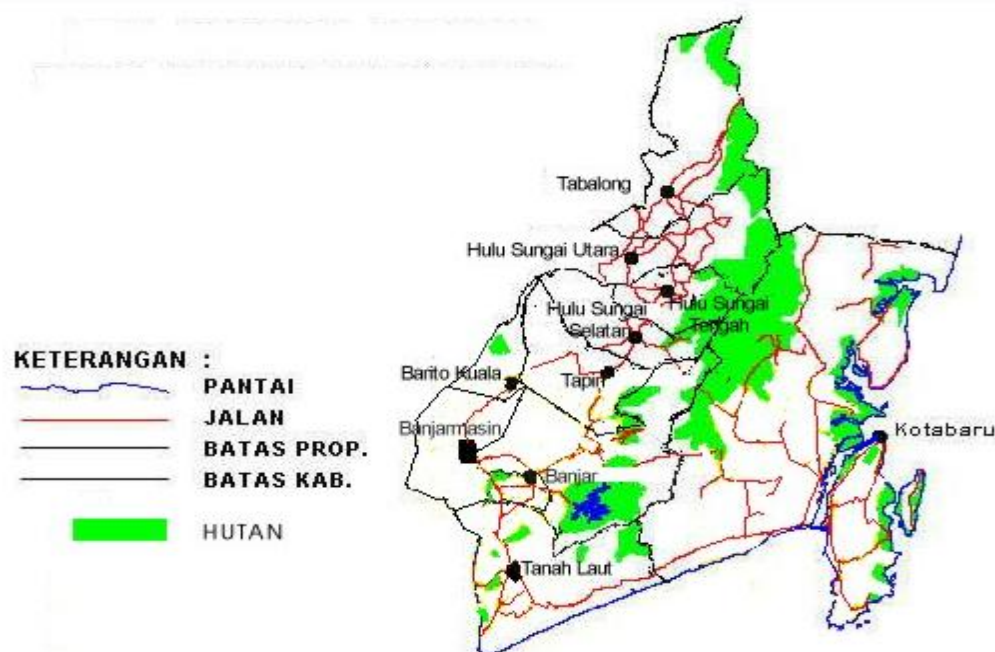 Tabalong
Hulu Sungai Utara
Hulu Sungai
Tengah
Hulu Sungai
Selatan
KETERANGAN :
PANTAI
JALAN
BATAS PROP.
BATAS KAB.
HUTAN
Barito Kuala
Tapin
Banjarmasin
Kotabaru
Banjar
Tanah Laut